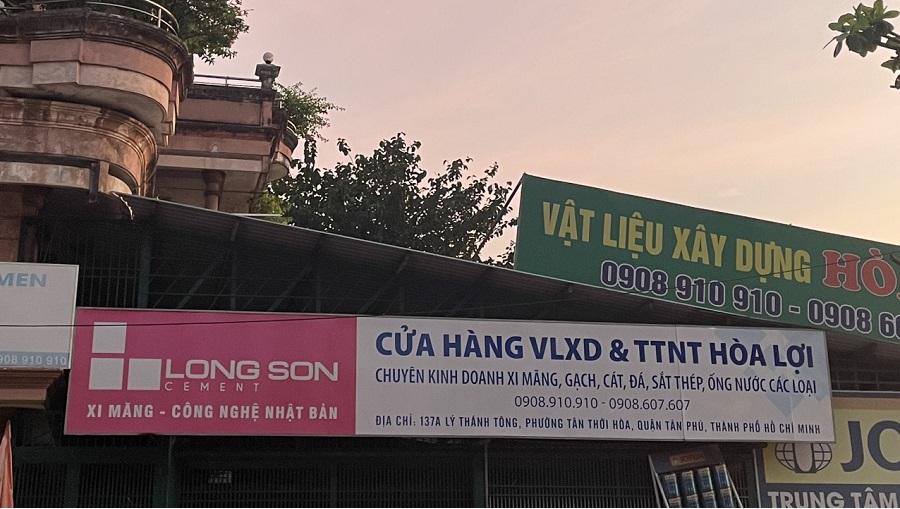 VẬT LIỆU XÂY DỰNG
0908 910 910 - 0908
MEN
908 910 910
LONG SON
CEMENT
XI MĂNG - CÔNG NGHỆ NHẬT BẢN
CỬA HÀNG VLXD & TTNT HÒA LỢI
CHUYÊN KINH DOANH XI MĂNG, GẠCH, CÁT, ĐÁ, SẮT THÉP, ỐNG NƯỚC CÁC LOẠI
0908.910.910 - 0908.607.607
ĐỊA CHỈ: 137A LÝ THÁNH TÔNG, PHƯỜNG TÂN THỚI HÒA, QUẬN TÂN PHÚ, THÀNH PHỐ HỒ CHÍ MINH
TRUNG TÂM